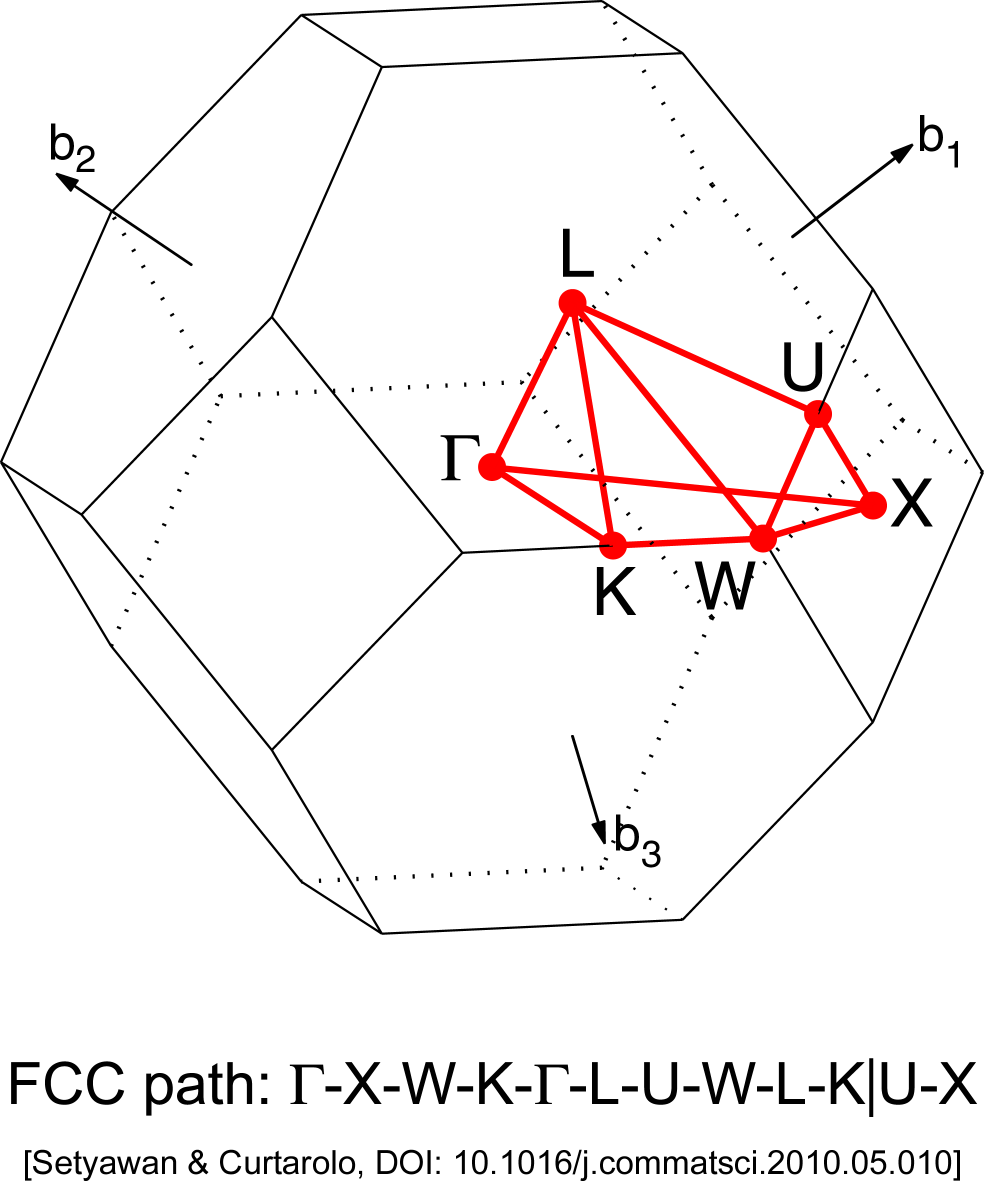 b2
b1
L
U
Γ
X
K
W
b3
FCC path: Γ-X-W-K-Γ-L-U-W-L-K|U-X
[Setyawan & Curtarolo, DOI: 10.1016/j.commatsci.2010.05.010]